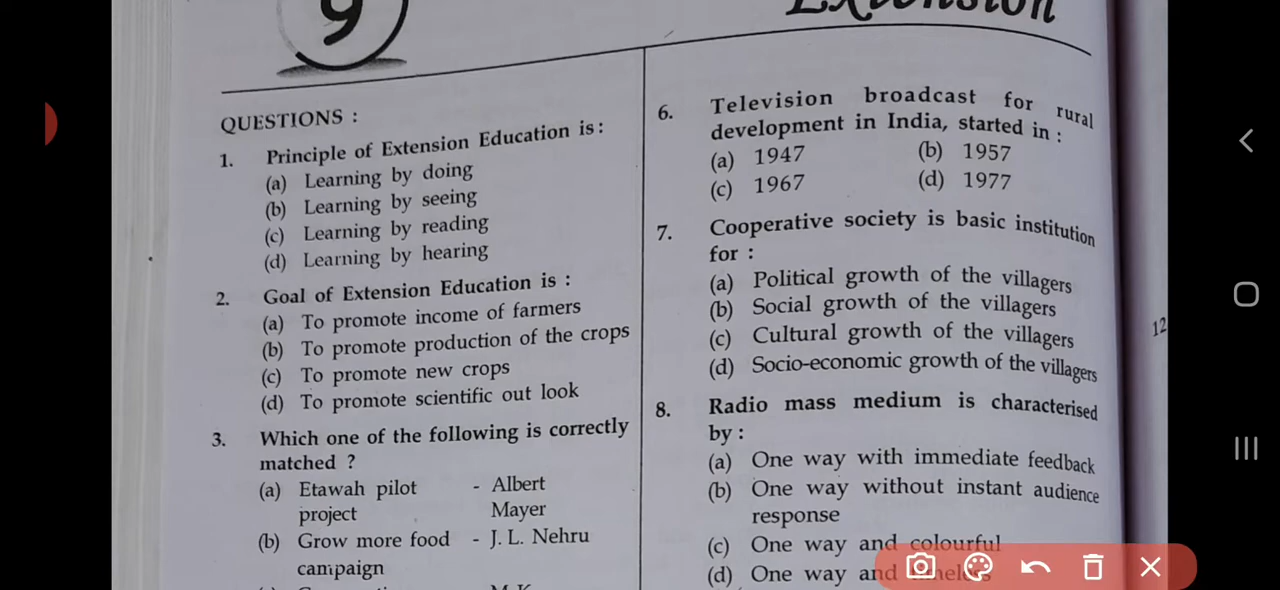 9
Extension
QUESTIONS :
1. Principle of Extension Education is :
(a) Learning by doing
(b) Learning by seeing
(c) Learning by reading
(d) Learning by hearing
2. Goal of Extension Education is :
(a) To promote income of farmers
(b) To promote production of the crops
(c) To promote new crops
(d) To promote scientific out look
3. Which one of the following is correctly
matched ?
(a) Etawah pilot - Albert
project Mayer
(b) Grow more food - J. L. Nehru
campaign
6. Television broadcast for rural
development in India, started in :
(a) 1947 (b) 1957
(c) 1967 (d) 1977
7. Cooperative society is basic institution
for :
(a) Political growth of the villagers
(b) Social growth of the villagers
(c) Cultural growth of the villagers
(d) Socio-economic growth of the villagers
8. Radio mass medium is characterised
by :
(a) One way with immediate feedback
(b) One way without instant audience
response
(c) One way and colourful
(d) One way and timeless
12